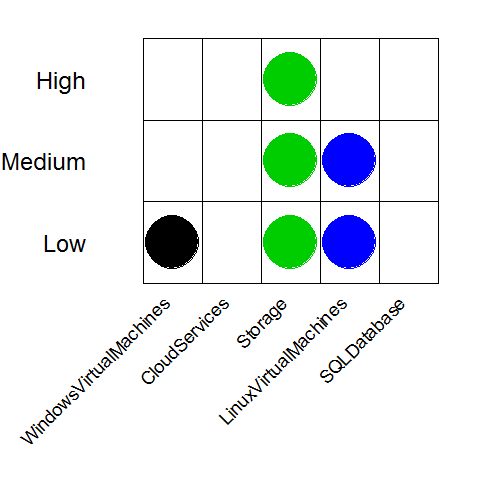 High
Medium
Low
WindowsVirtualMachines
CloudServices
Storage
LinuxVirtualMachines
SQLDatabase